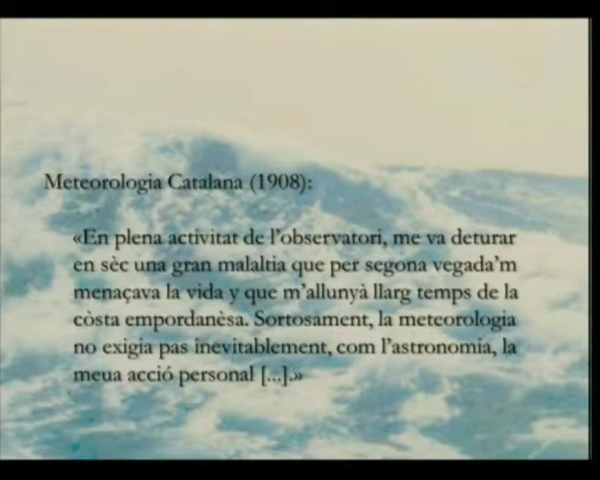 Meteorologia Catalana (1908):
«En plena activitat de l'observatori, me va deturar
en sèc una gran malaltia que per segona vegada'm
menaçava la vida y que m'allunyà llarg temps de la
còsta empordanèsa. Sortosament, la meteorologia
no exigia pas inevitablement, com l'astronomia, la
meua acció personal [...].»